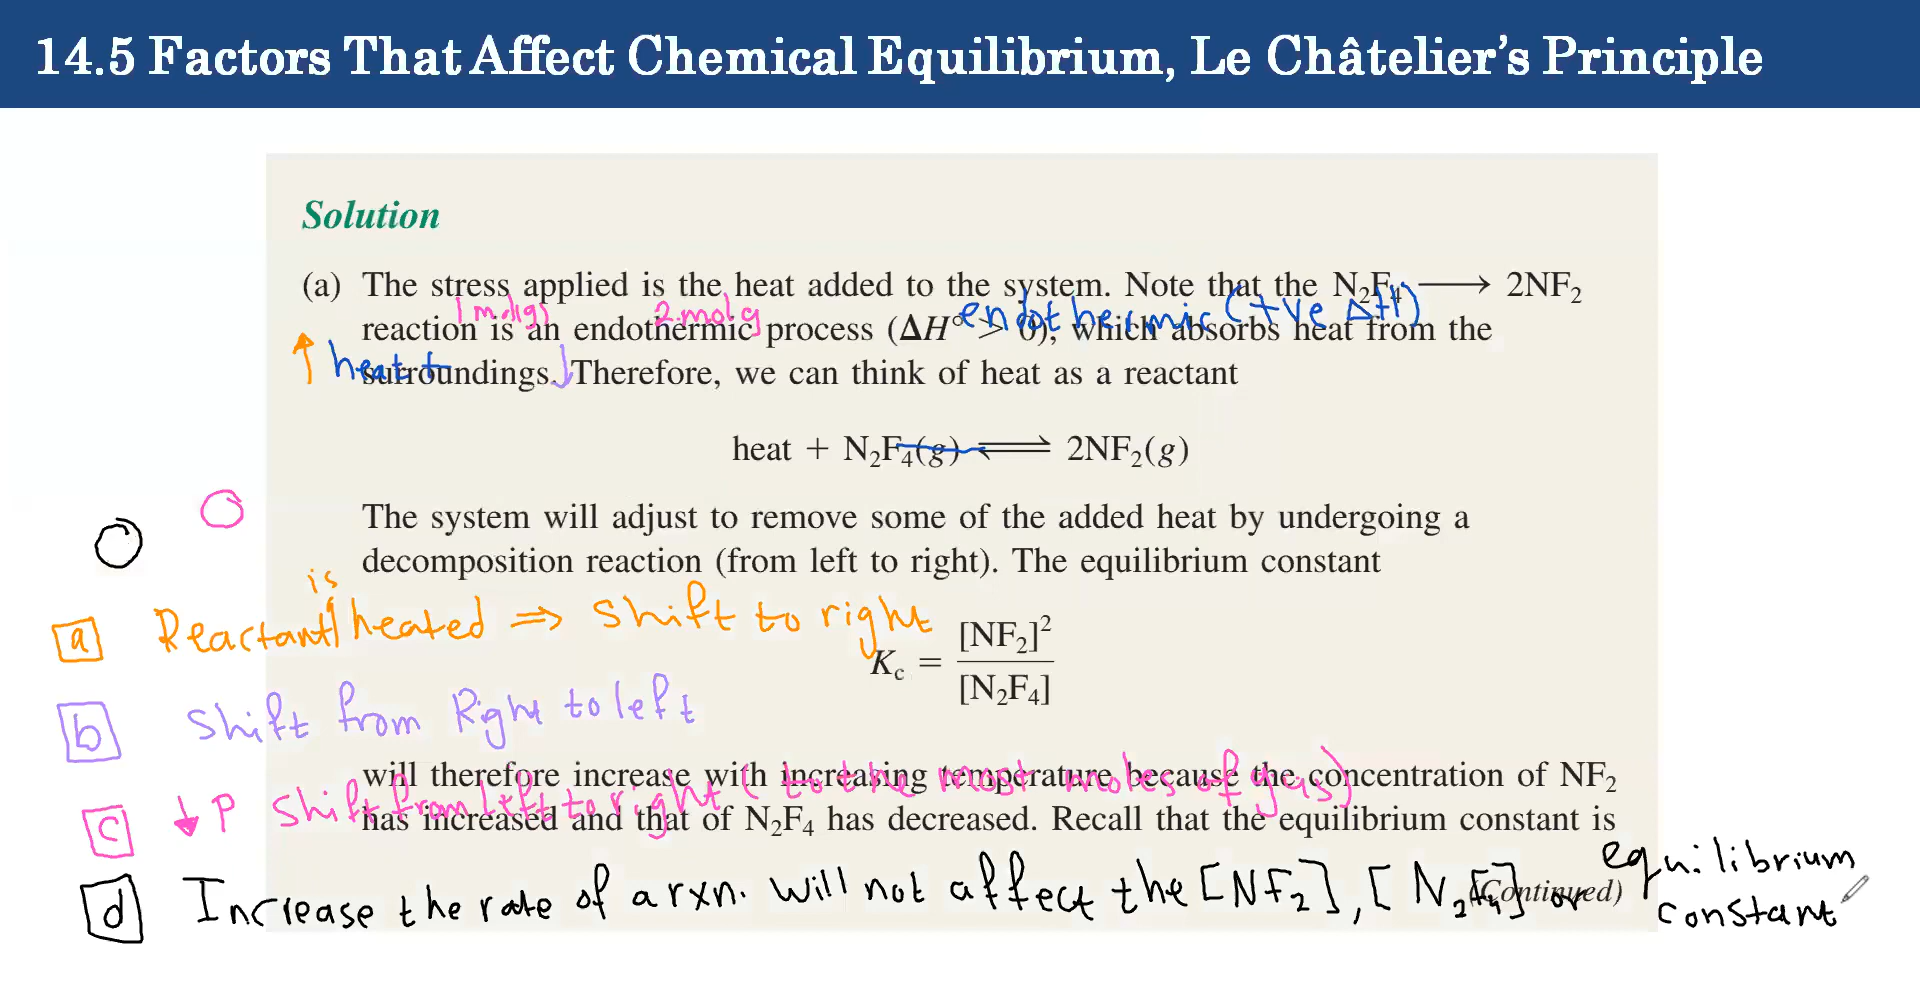 14.5 Factors That Affect Chemical Equilibrium, Le Châtelier's Principle
Solution
(a) The stress applied is the heat added to the system. Note that the N₂F₄ ⟶ 2NF₂
1 mol(g) 2 mol g endothermic (+ve ΔH)
reaction is an endothermic process (ΔH° > 0), which absorbs heat from the
↑ heat +
surroundings. Therefore, we can think of heat as a reactant
heat + N₂F₄(g) ⇌ 2NF₂(g)
The system will adjust to remove some of the added heat by undergoing a
decomposition reaction (from left to right). The equilibrium constant
a Reactant is heated ⇒ Shift to right
Kc = [NF₂]² / [N₂F₄]
b Shift from Right to left
will therefore increase with increasing temperature because the concentration of NF₂
c ↓ P Shift from left to right (to the most moles of gas)
has increased and that of N₂F₄ has decreased. Recall that the equilibrium constant is
d Increase the rate of a rxn. will not affect the [NF₂], [N₂F₄] or equilibrium constant
(Continued)